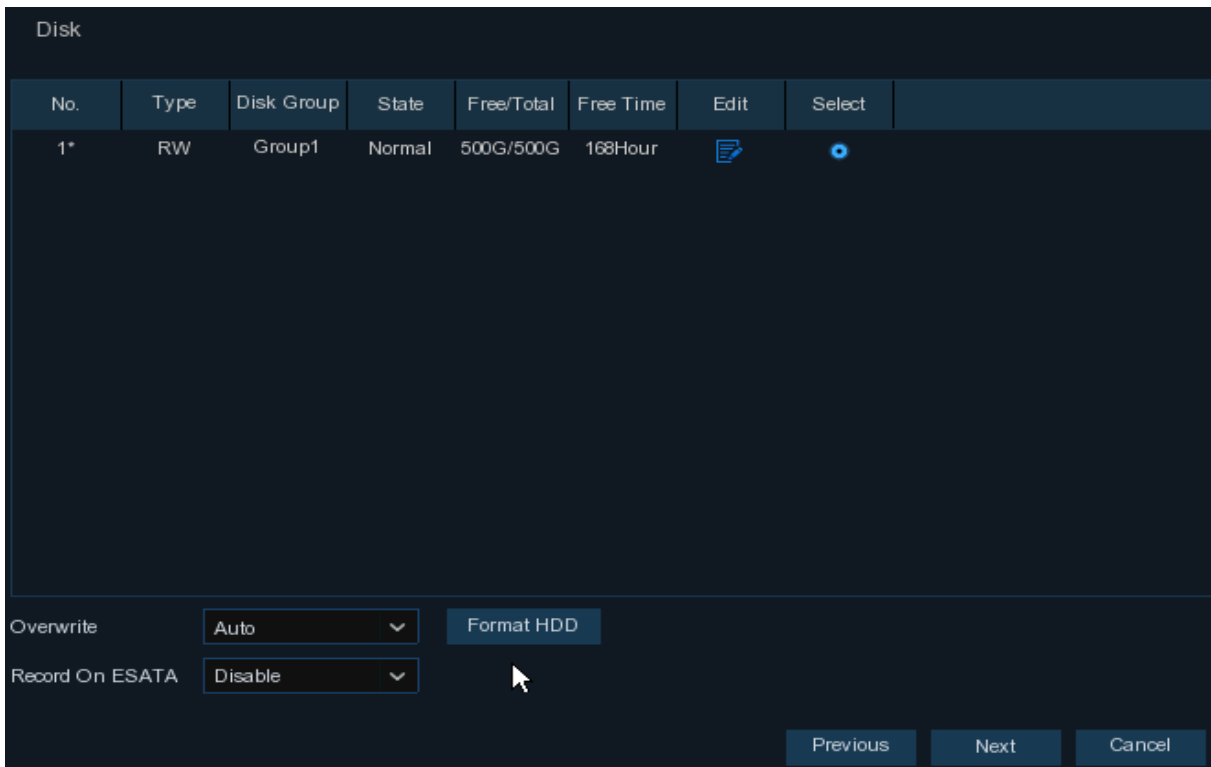 Disk
No. Type Disk Group State Free/Total Free Time Edit Select
1* RW Group1 Normal 500G/500G 168Hour
Overwrite Auto Format HDD
Record On ESATA Disable
Previous Next Cancel